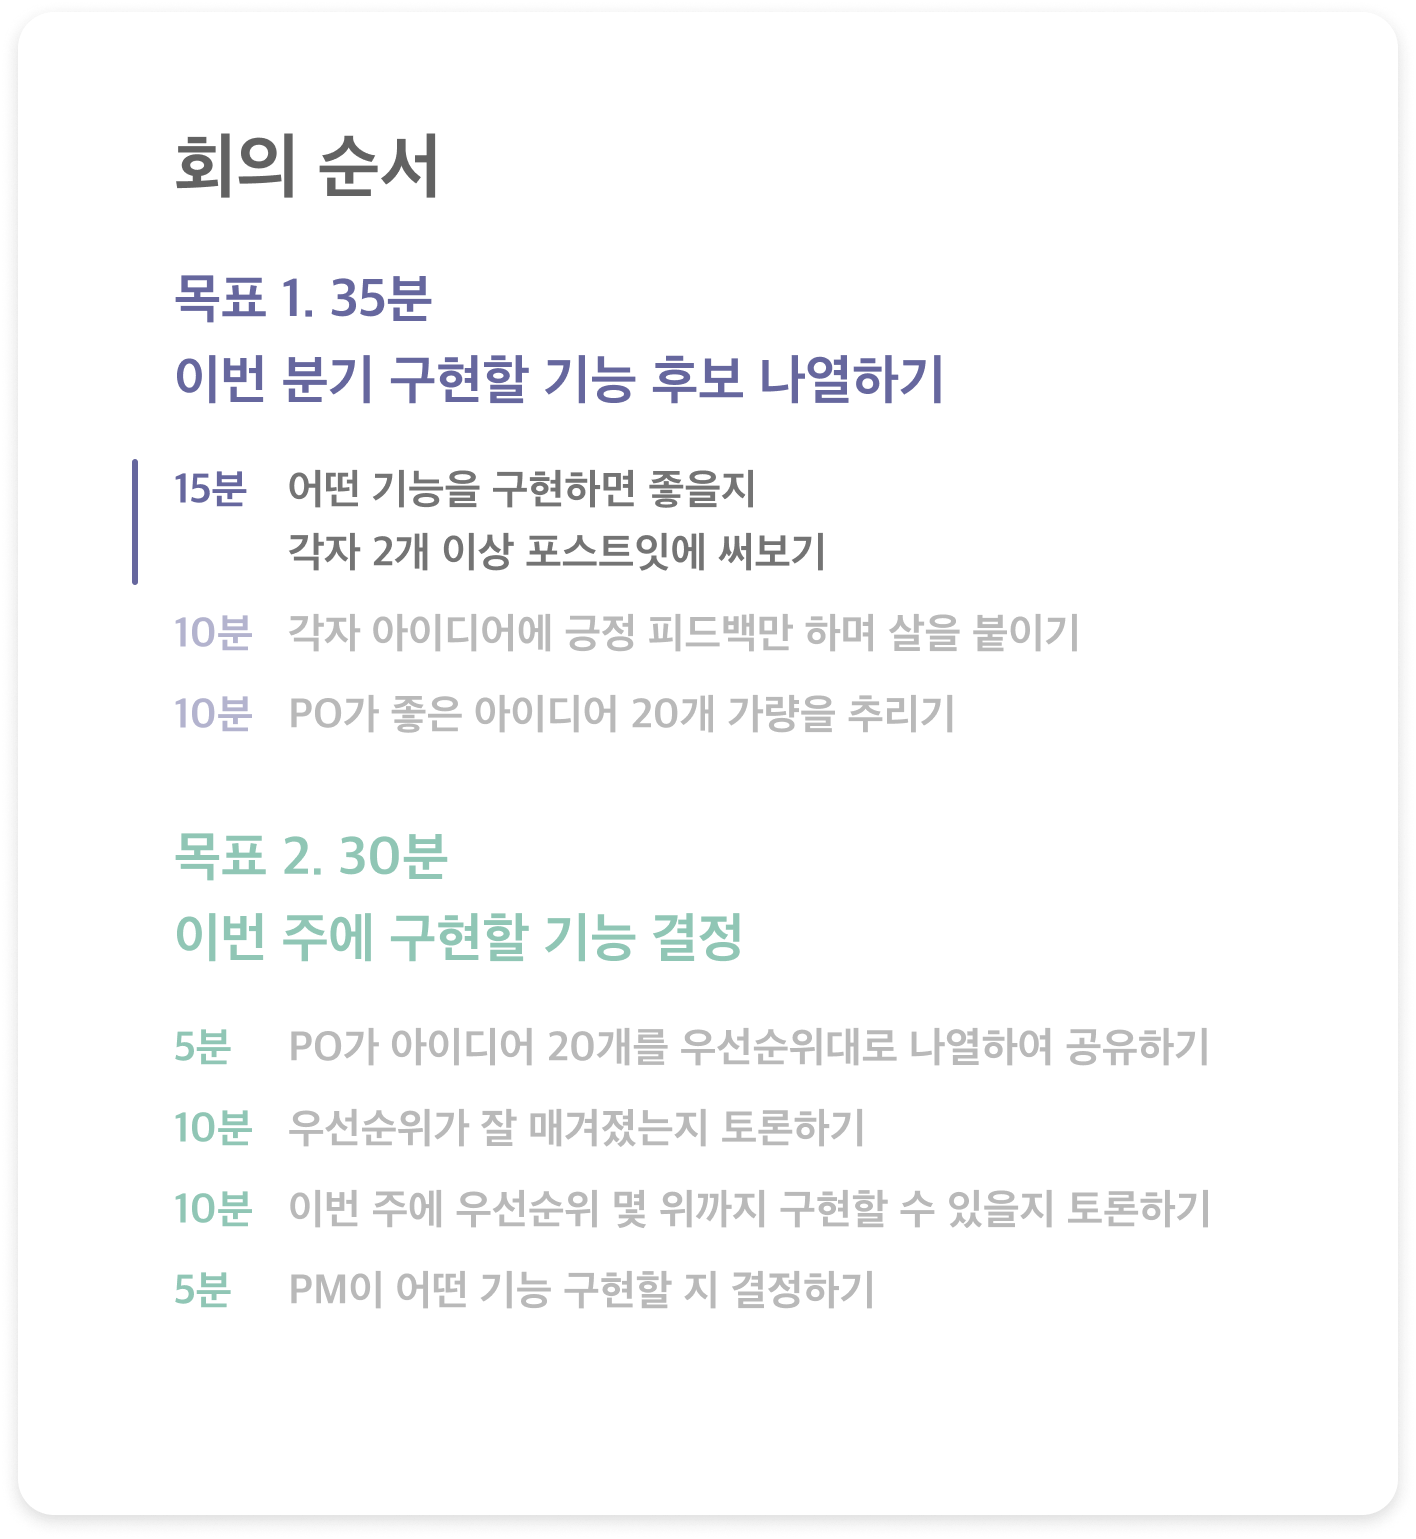 회의 순서
목표 1. 35분
이번 분기 구현할 기능 후보 나열하기
15분 어떤 기능을 구현하면 좋을지
각자 2개 이상 포스트잇에 써보기
10분 각자 아이디어에 긍정 피드백만 하며 살을 붙이기
10분 PO가 좋은 아이디어 20개 가량을 추리기
목표 2. 30분
이번 주에 구현할 기능 결정
5분 PO가 아이디어 20개를 우선순위대로 나열하여 공유하기
10분 우선순위가 잘 매겨졌는지 토론하기
10분 이번 주에 우선순위 몇 위까지 구현할 수 있을지 토론하기
5분 PM이 어떤 기능 구현할 지 결정하기